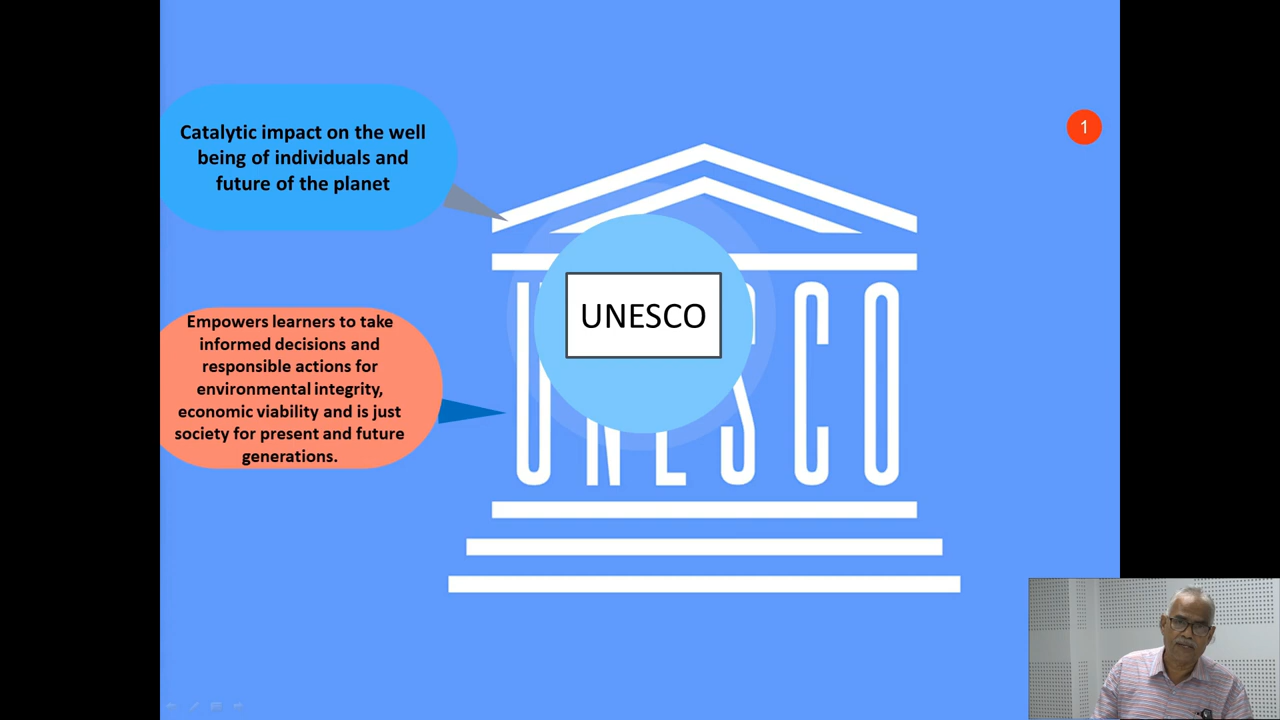 Catalytic impact on the well
being of individuals and
future of the planet
1
UNESCO
UNESCO
Empowers learners to take
informed decisions and
responsible actions for
environmental integrity,
economic viability and is just
society for present and future
generations.